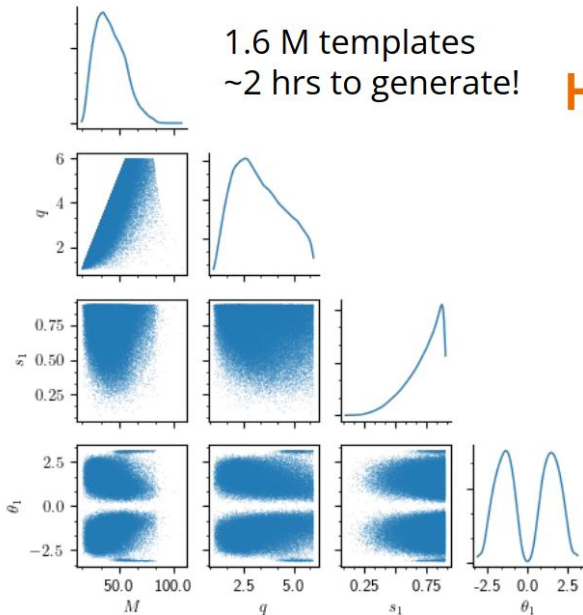 1.6 M templates
~2 hrs to generate!
H
6
4
2
q
0.75
0.50
0.25
s₁
2.5
0.0
−2.5
θ₁
50.0 100.0
M
2.5 5.0
q
0.25 0.75
s₁
−2.5 0.0 2.5
θ₁